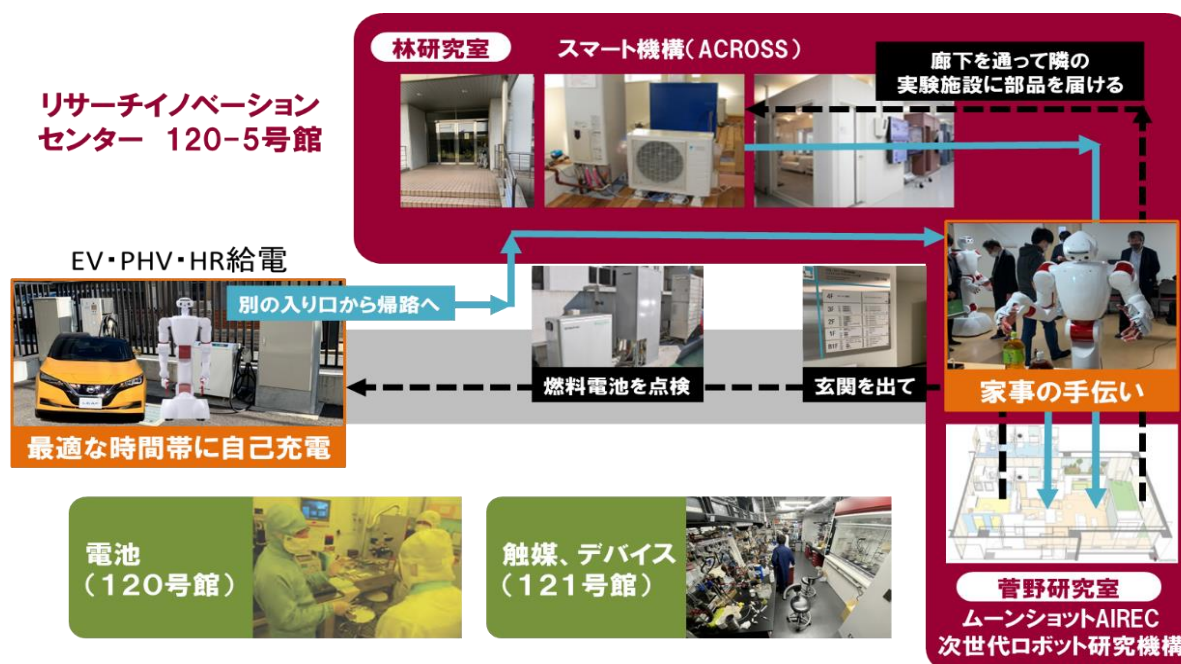 林研究室
スマート機構(ACROSS)
廊下を通って隣の
実験施設に部品を届ける
リサーチイノベーション
センター 120-5号館
EV・PHV・HR給電
別の入り口から帰路へ
4F
3F
2F
1F
B1F
燃料電池を点検
玄関を出て
家事の手伝い
最適な時間帯に自己充電
電池
(120号館)
触媒、デバイス
(121号館)
菅野研究室
ムーンショットAIREC
次世代ロボット研究機構